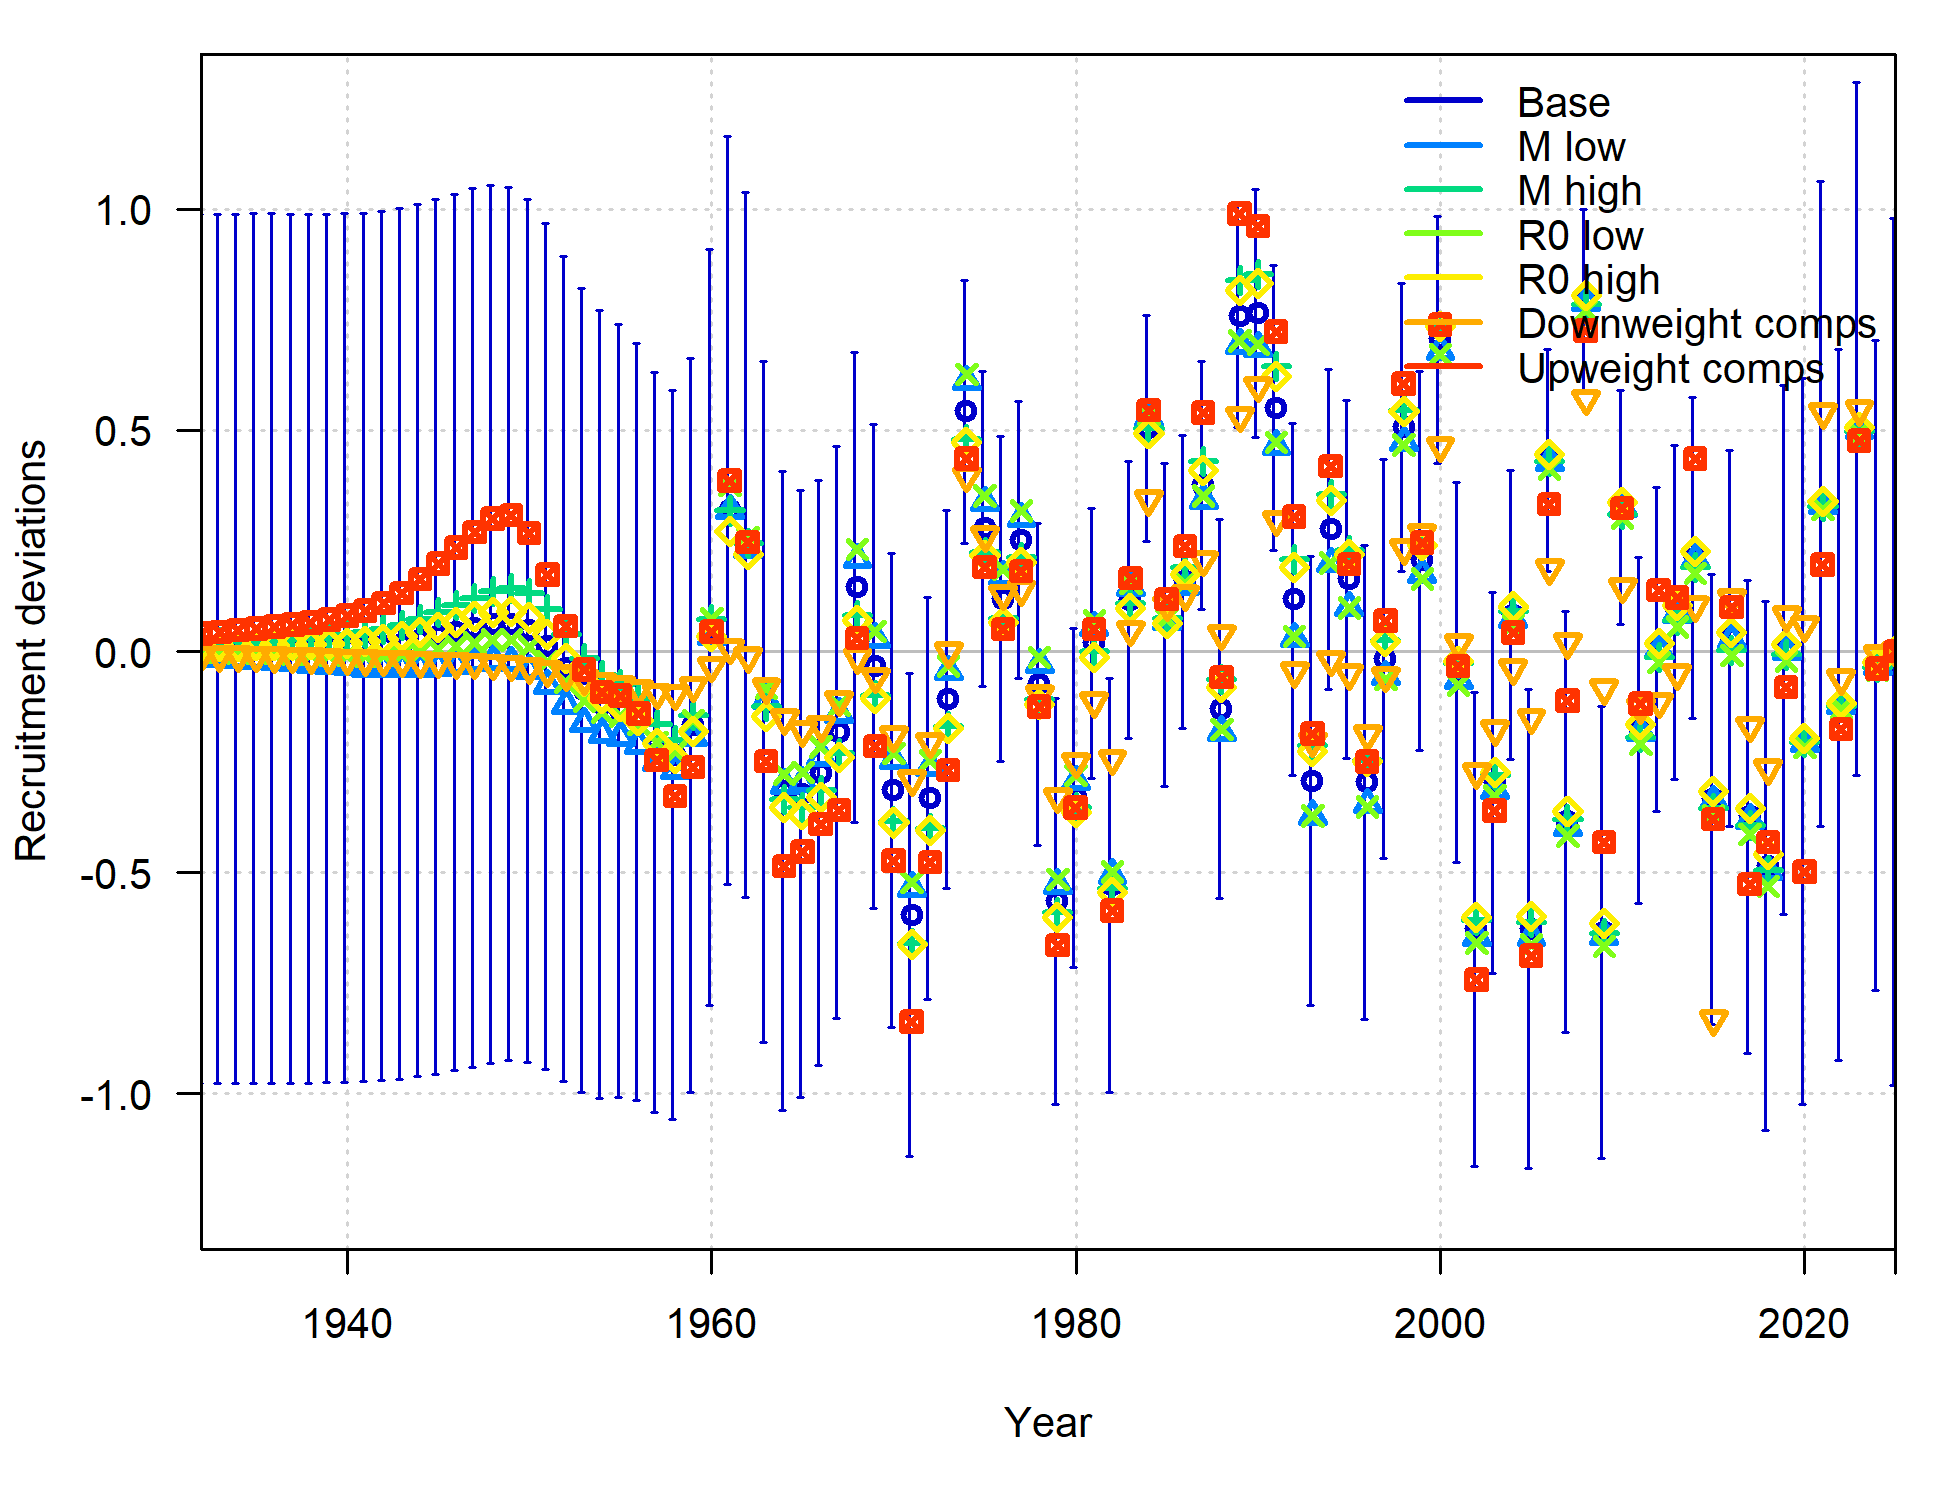 Base
M low
M high
R0 low
R0 high
Downweight comps
Upweight comps
1.0
0.5
0.0
-0.5
-1.0
Recruitment deviations
1940 1960 1980 2000 2020
Year